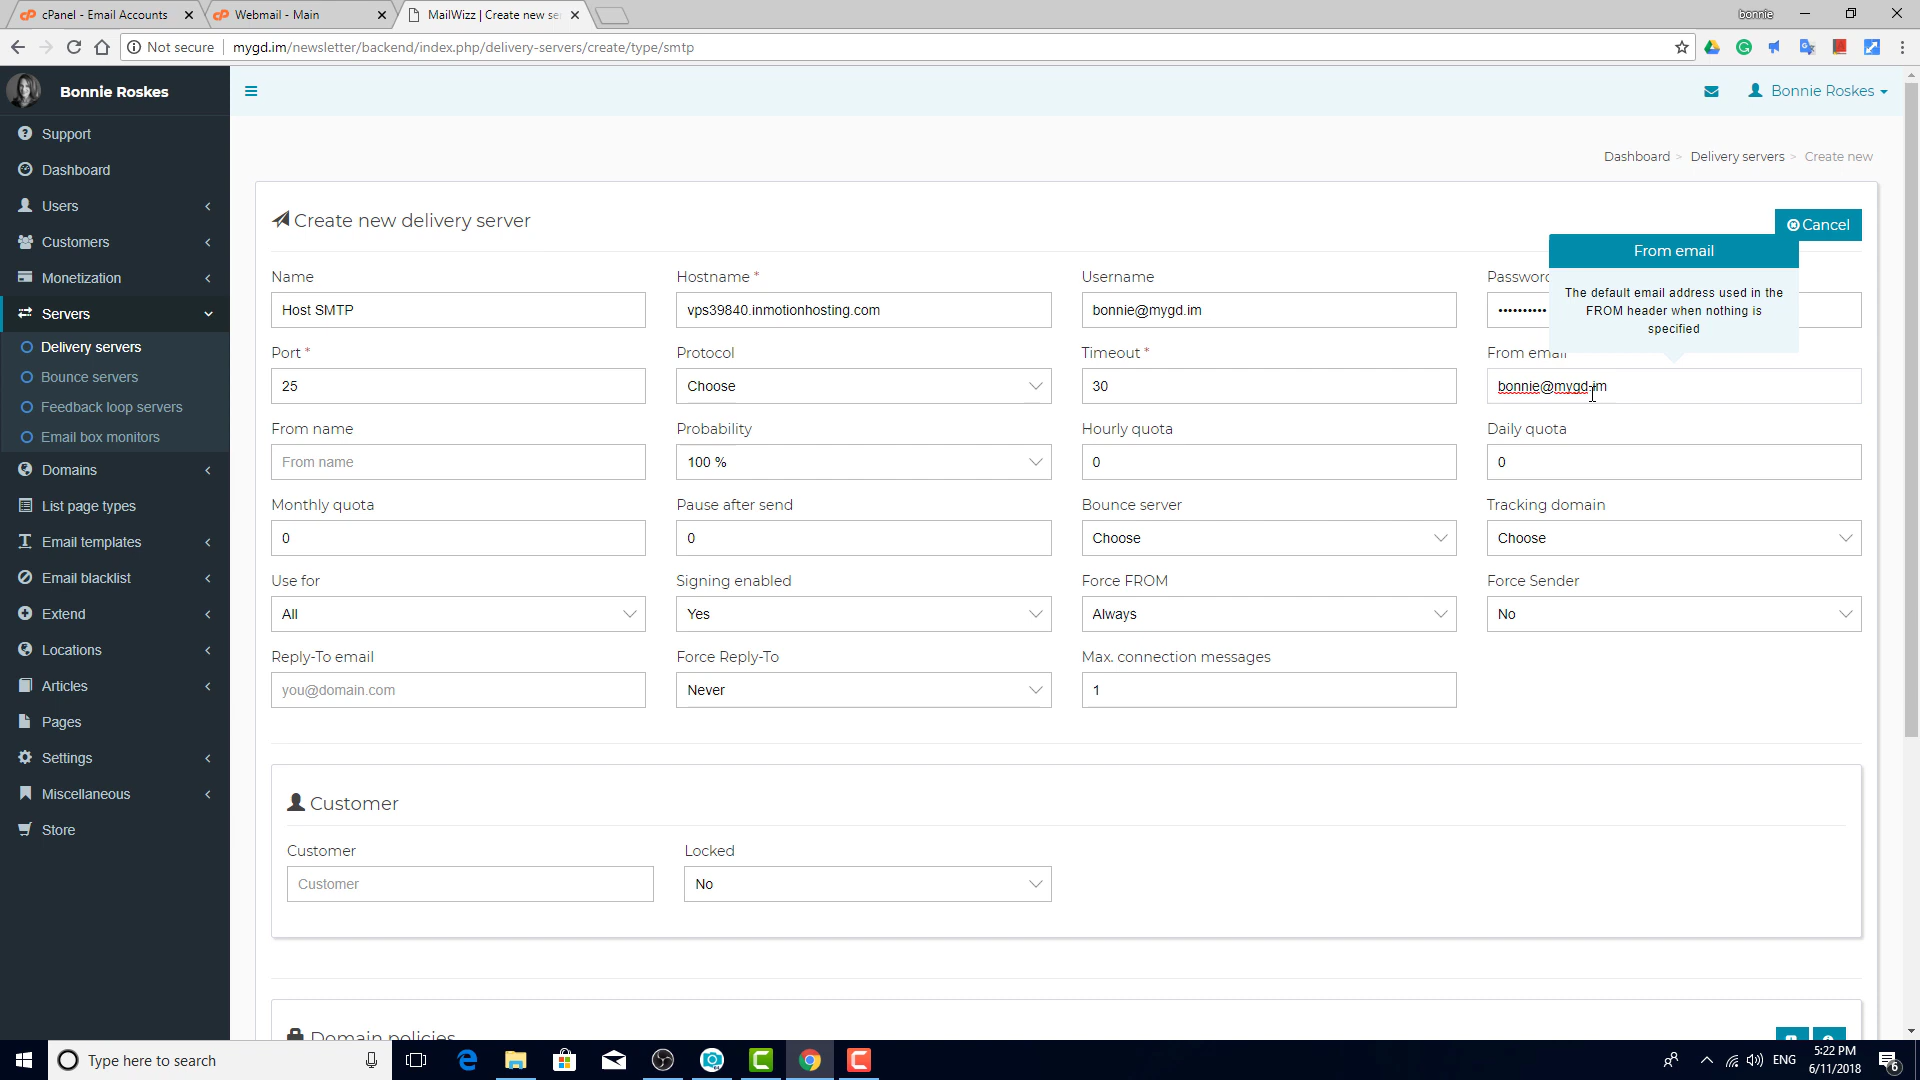 cPanel - Email Accounts
Webmail - Main
MailWizz | Create new se
bonnie
Not secure
mygd.im/newsletter/backend/index.php/delivery-servers/create/type/smtp
Bonnie Roskes
Bonnie Roskes
Support
Dashboard
Users
Customers
Monetization
Servers
Delivery servers
Bounce servers
Feedback loop servers
Email box monitors
Domains
List page types
Email templates
Email blacklist
Extend
Locations
Articles
Pages
Settings
Miscellaneous
Store
Dashboard > Delivery servers > Create new
Create new delivery server
Cancel
From email
The default email address used in the
FROM header when nothing is
specified
Name
Hostname *
Username
Password
Host SMTP
vps39840.inmotionhosting.com
bonnie@mygd.im
••••••••••
Port *
Protocol
Timeout *
From email
25
Choose
30
bonnie@mygd-im
From name
Probability
Hourly quota
Daily quota
From name
100 %
0
0
Monthly quota
Pause after send
Bounce server
Tracking domain
0
0
Choose
Choose
Use for
Signing enabled
Force FROM
Force Sender
All
Yes
Always
No
Reply-To email
Force Reply-To
Max. connection messages
you@domain.com
Never
1
Customer
Customer
Locked
Customer
No
Domain policies
Type here to search
ENG
5:22 PM
6/11/2018
6